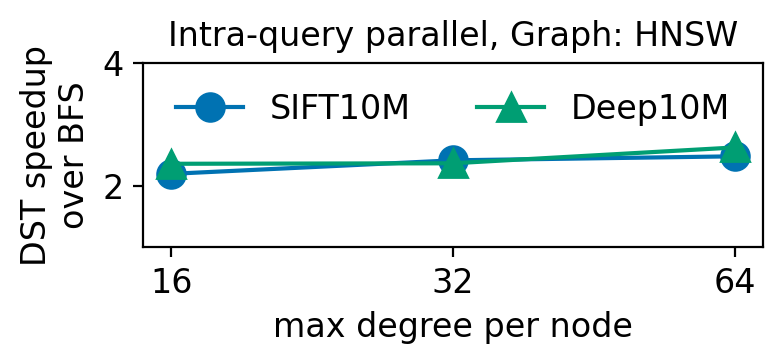 Intra-query parallel, Graph: HNSW
DST speedup
over BFS
4
2
SIFT10M
Deep10M
16
32
64
max degree per node